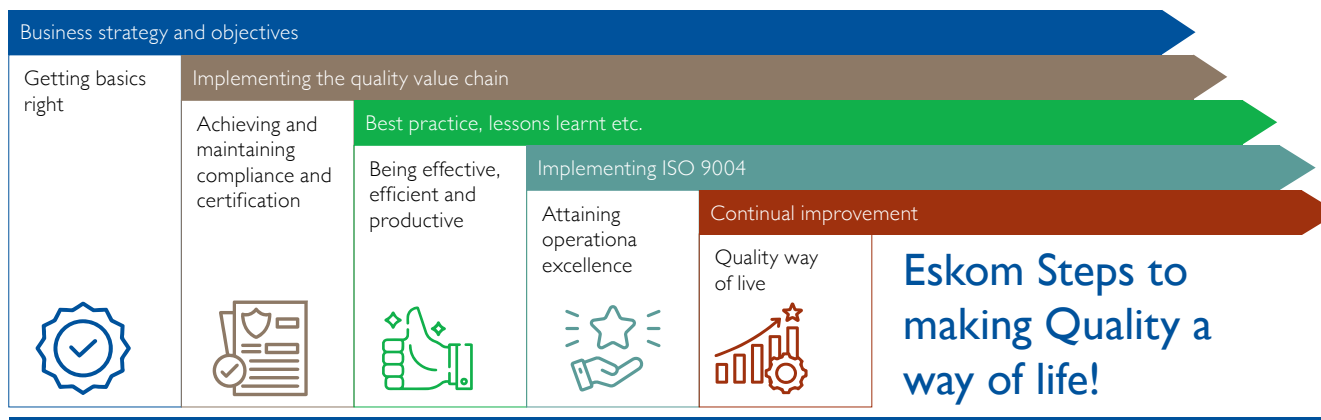 Business strategy and objectives
Getting basics
right
Implementing the quality value chain
Achieving and
maintaining
compliance and
certification
Best practice, lessons learnt etc.
Being effective,
efficient and
productive
Implementing ISO 9004
Attaining
operationa
excellence
Continual improvement
Quality way
of live
Eskom Steps to
making Quality a
way of life!